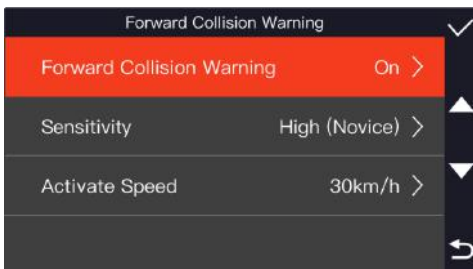 Forward Collision Warning
Forward Collision Warning On
Sensitivity High (Novice)
Activate Speed 30km/h